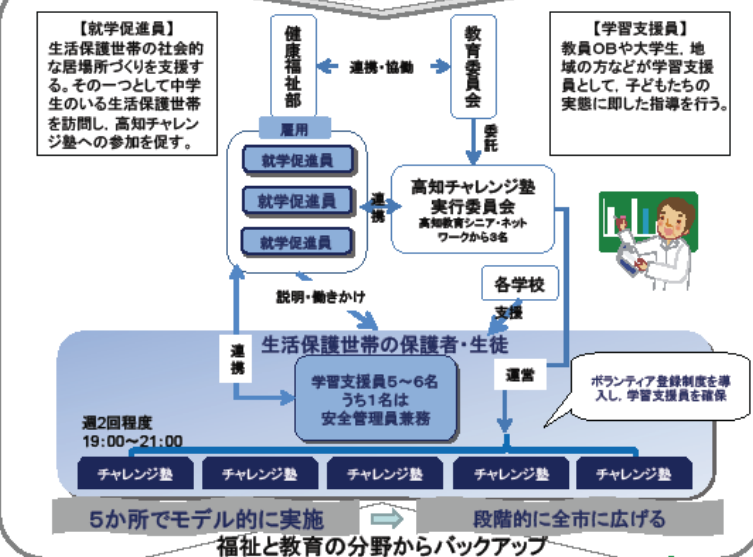 【就学促進員】
生活保護世帯の社会的
な居場所づくりを支援す
る。その一つとして中学
生のいる生活保護世帯
を訪問し、高知チャレン
ジ塾への参加を促す。
健康福祉部
連携・協働
教育委員会
【学習支援員】
教員OBや大学生，地
域の方などが学習支援
員として，子どもたちの
実態に即した指導を行う。
雇用
就学促進員
就学促進員
就学促進員
委託
連携
高知チャレンジ塾
実行委員会
高知教育シニア・ネット
ワークから3名
説明・働きかけ
各学校
支援
生活保護世帯の保護者・生徒
連携
学習支援員5～6名
うち1名は
安全管理員兼務
運営
ボランティア登録制度を導
入し，学習支援員を確保
週2回程度
19:00～21:00
チャレンジ塾
チャレンジ塾
チャレンジ塾
チャレンジ塾
チャレンジ塾
5か所でモデル的に実施
段階的に全市に広げる
福祉と教育の分野からバックアップ